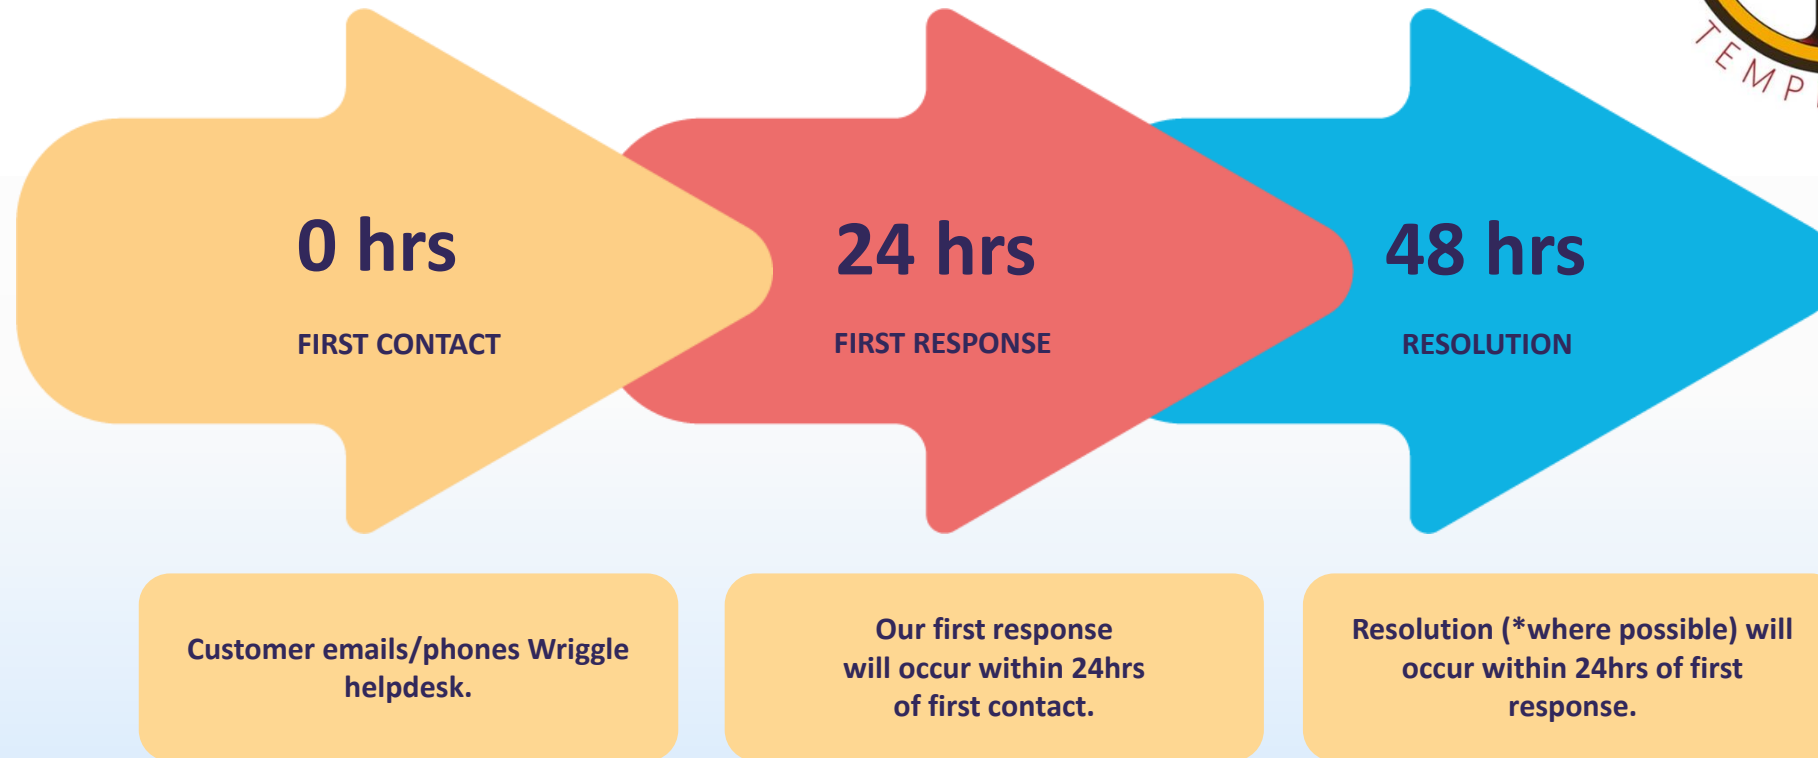 TEMP
0 hrs
24 hrs
48 hrs
FIRST CONTACT
FIRST RESPONSE
RESOLUTION
Customer emails/phones Wriggle
helpdesk.
Our first response
will occur within 24hrs
of first contact.
Resolution (*where possible) will
occur within 24hrs of first
response.